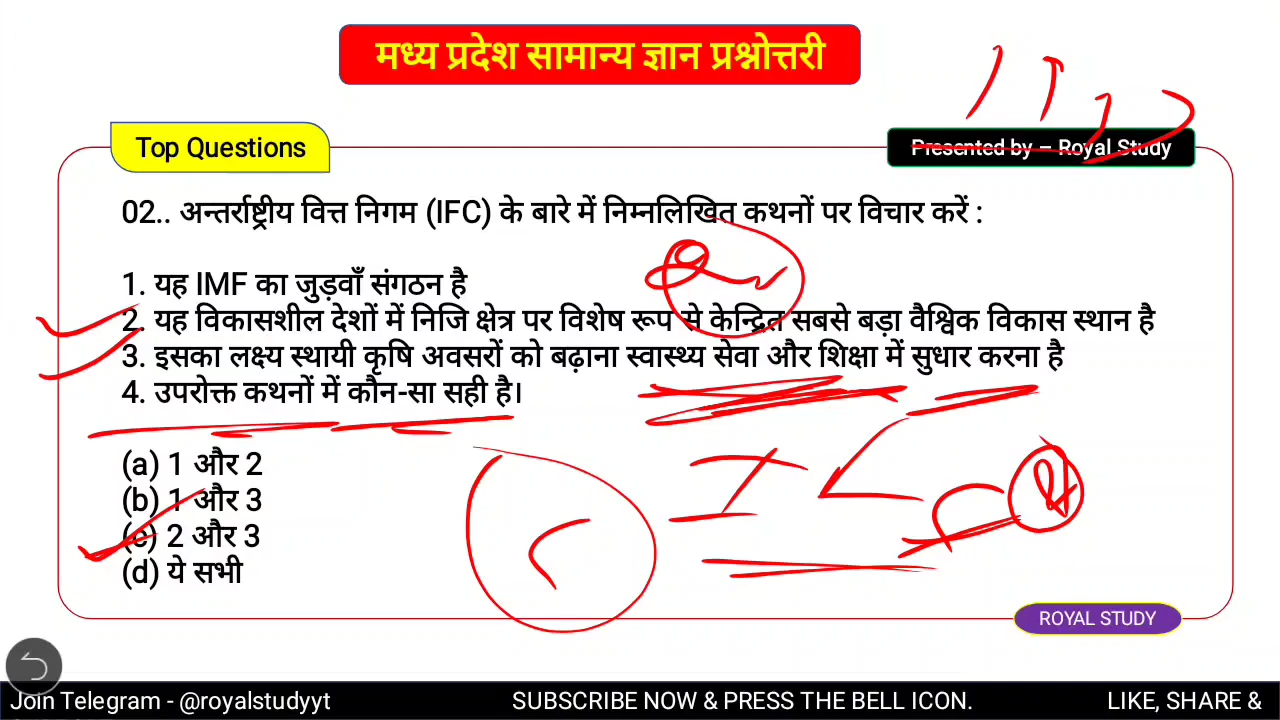 मध्य प्रदेश सामान्य ज्ञान प्रश्नोत्तरी
Top Questions
Presented by – Royal Study
02.. अन्तर्राष्ट्रीय वित्त निगम (IFC) के बारे में निम्नलिखित कथनों पर विचार करें :
1. यह IMF का जुड़वाँ संगठन है
2. यह विकासशील देशों में निजि क्षेत्र पर विशेष रूप से केन्द्रित सबसे बड़ा वैश्विक विकास स्थान है
3. इसका लक्ष्य स्थायी कृषि अवसरों को बढ़ाना स्वास्थ्य सेवा और शिक्षा में सुधार करना है
4. उपरोक्त कथनों में कौन-सा सही है।
(a) 1 और 2
(b) 1 और 3
(c) 2 और 3
(d) ये सभी
ROYAL STUDY
Join Telegram - @royalstudyyt
SUBSCRIBE NOW & PRESS THE BELL ICON.
LIKE, SHARE &